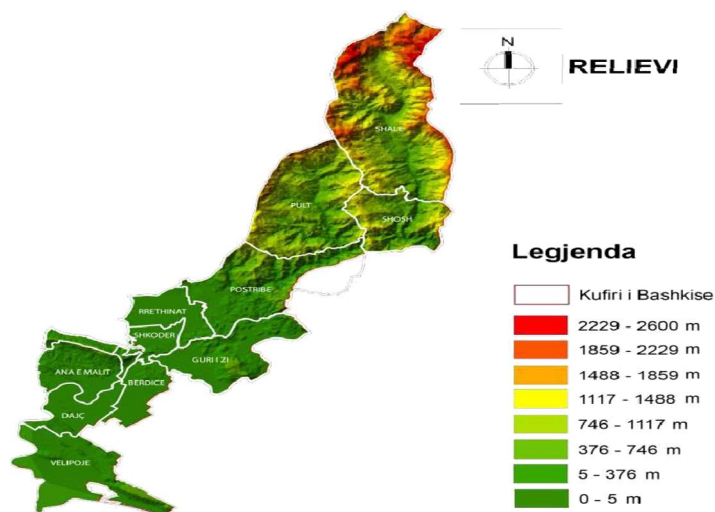 N
RELIEVI
SHALË
PULT
SHOSH
POSTRIBE
RRETHINAT
SHKODER
GURI I ZI
ANA E MALIT
BERDICE
DAJÇ
VELIPOJE
Legjenda
Kufiri i Bashkise
2229 - 2600 m
1859 - 2229 m
1488 - 1859 m
1117 - 1488 m
746 - 1117 m
376 - 746 m
5 - 376 m
0 - 5 m